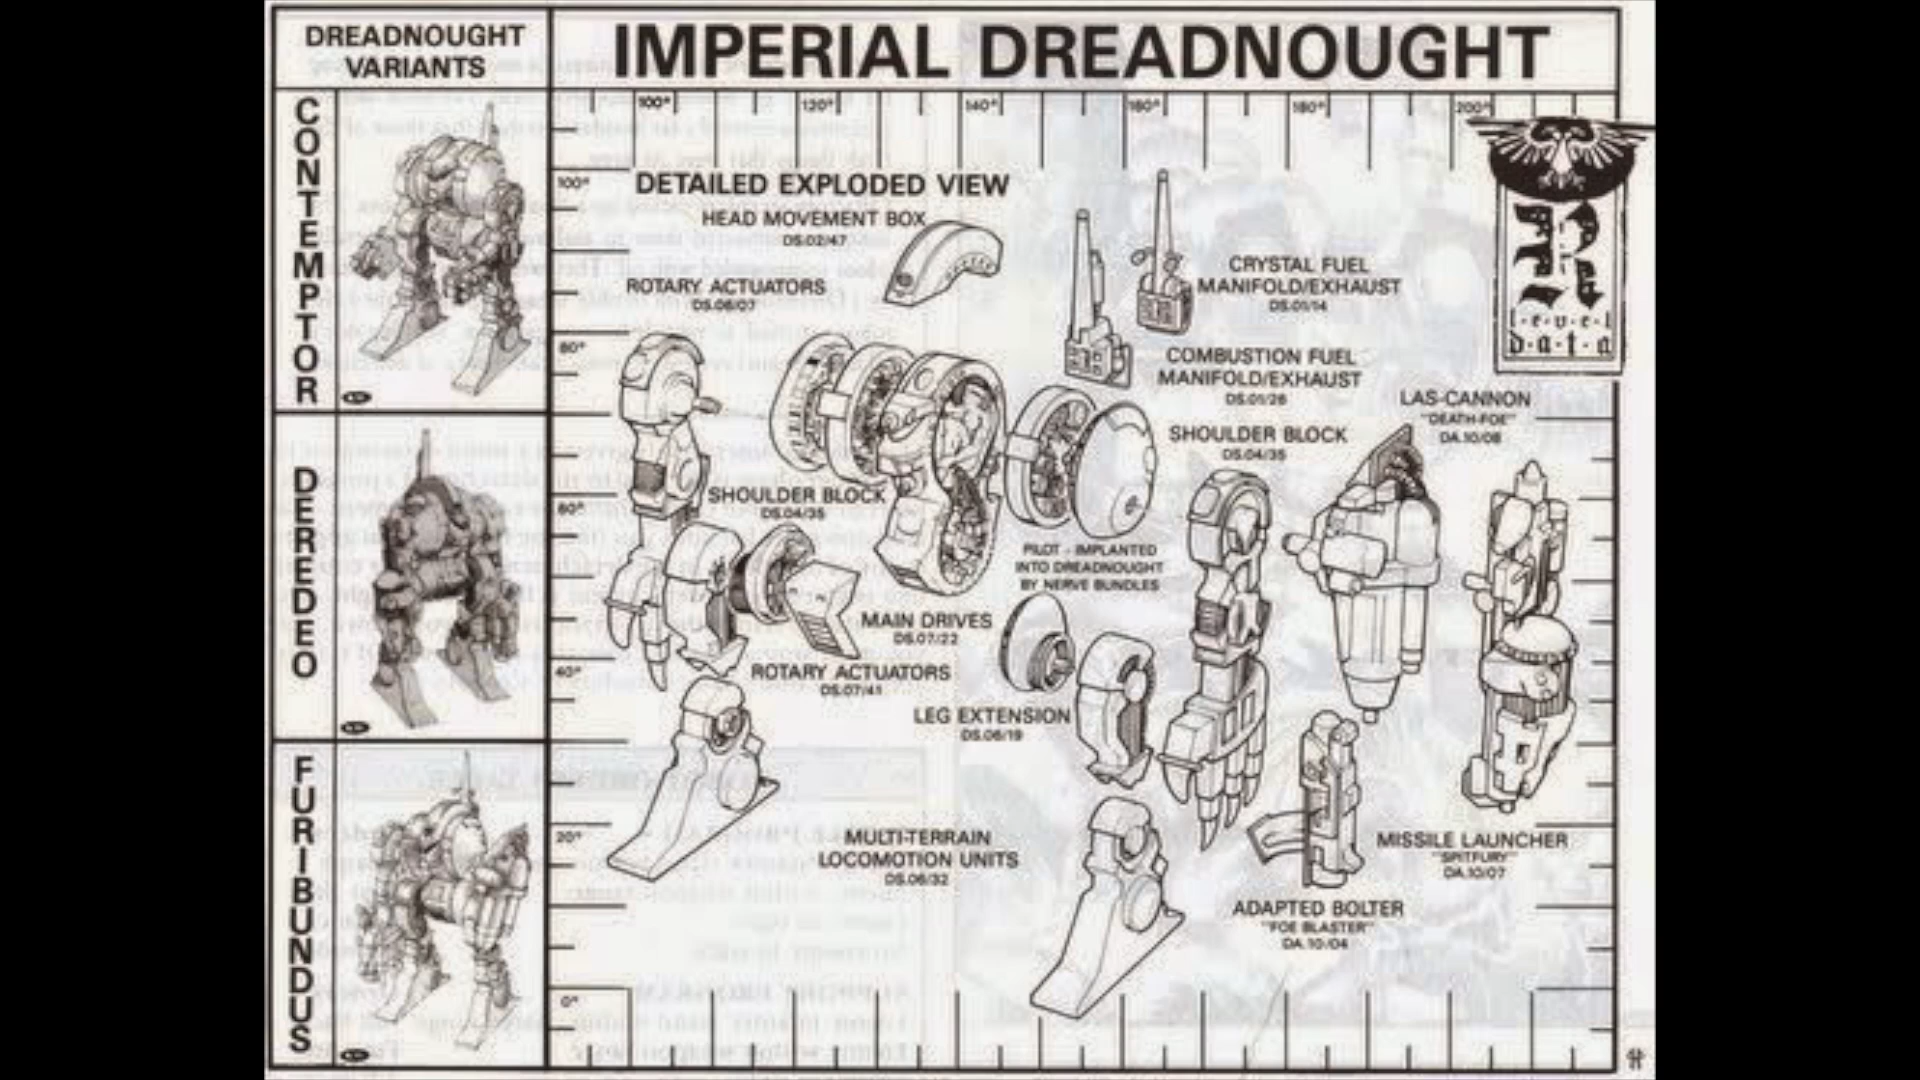 DREADNOUGHT
VARIANTS
IMPERIAL DREADNOUGHT
CONTEMPTOR
DEREDEO
FURIBUNDUS
100°
120°
140°
160°
180°
200°
100°
80°
60°
40°
20°
0°
DETAILED EXPLODED VIEW
HEAD MOVEMENT BOX
DS.02/47
ROTARY ACTUATORS
DS.06/07
CRYSTAL FUEL
MANIFOLD/EXHAUST
DS.01/14
COMBUSTION FUEL
MANIFOLD/EXHAUST
DS.01/26
l·e·v·e·l
d·a·t·a
LAS-CANNON
"DEATH-FOE"
DA.10/08
SHOULDER BLOCK
DS.04/35
SHOULDER BLOCK
DS.04/35
PILOT - IMPLANTED
INTO DREADNOUGHT
BY NERVE BUNDLES
MAIN DRIVES
DS.07/22
ROTARY ACTUATORS
DS.07/41
LEG EXTENSION
DS.06/19
MULTI-TERRAIN
LOCOMOTION UNITS
DS.06/32
MISSILE LAUNCHER
"SPITFURY"
DA.10/07
ADAPTED BOLTER
"FOE BLASTER"
DA.10/04